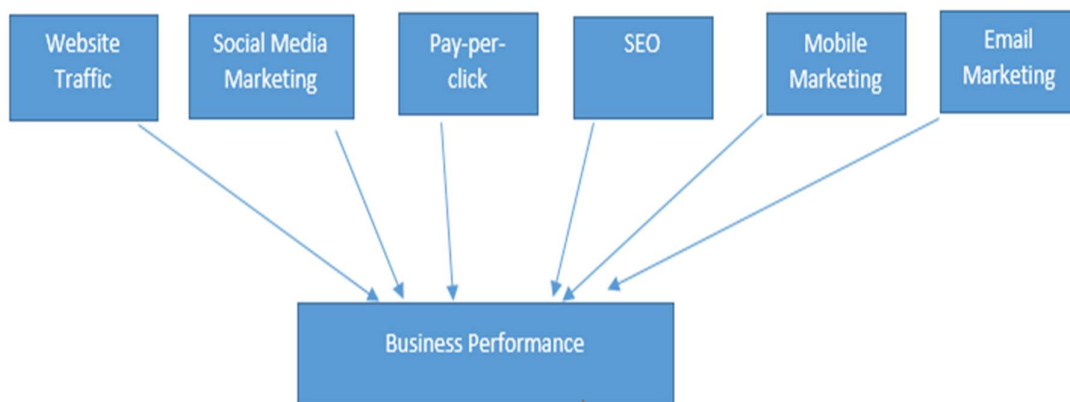 Website
Traffic
Social Media
Marketing
Pay-per-
click
SEO
Mobile
Marketing
Email
Marketing
Business Performance